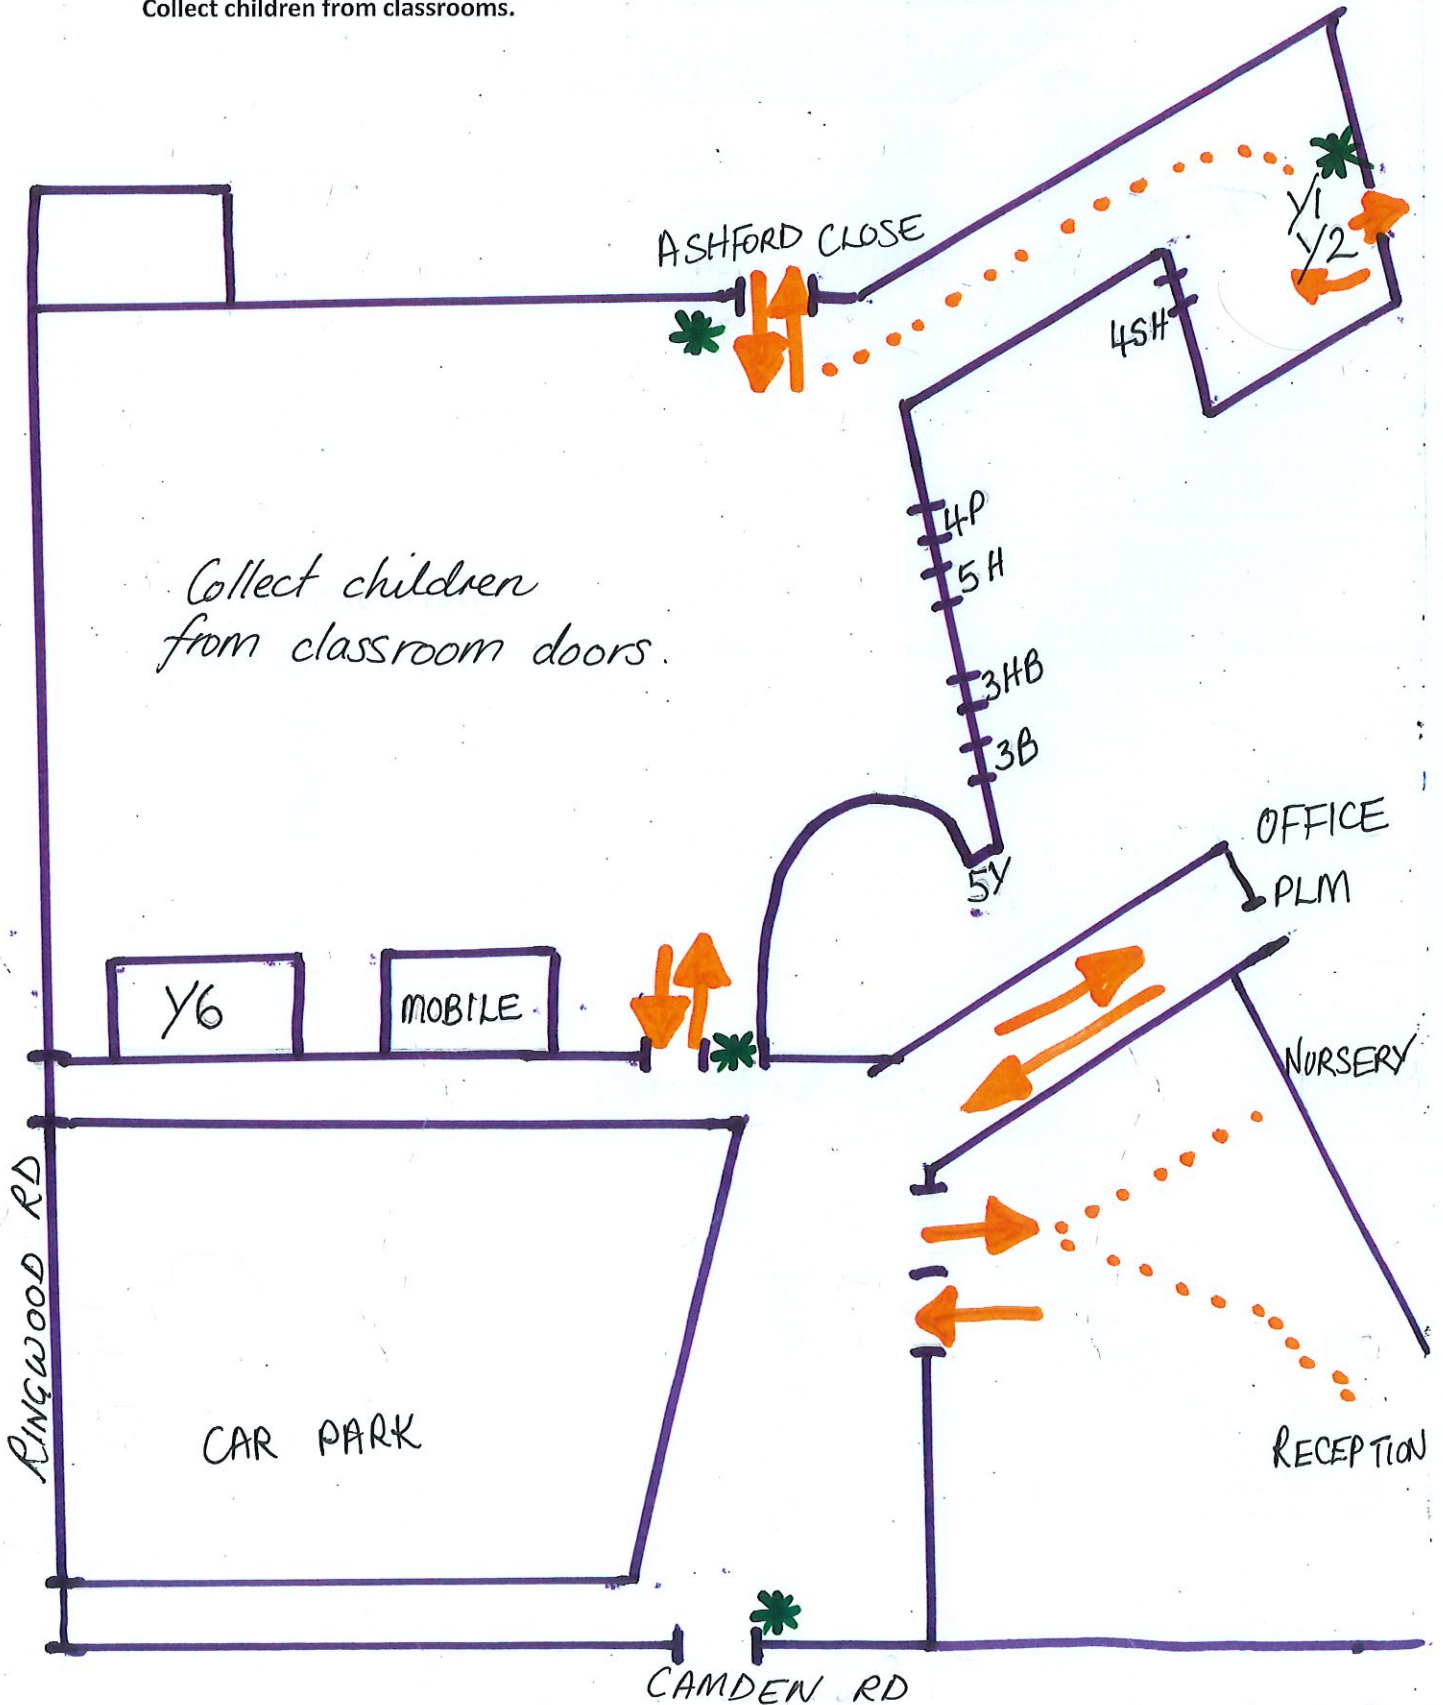 Collect children from classrooms.
Y1
ASHFORD CLOSE
Y2
4SH
4P
5H
Collect children
from classroom doors.
3HB
3B
OFFICE
5Y
PLM
Y6
MOBILE
NURSERY
RINGWOOD RD
CAR PARK
RECEPTION
CAMDEN RD